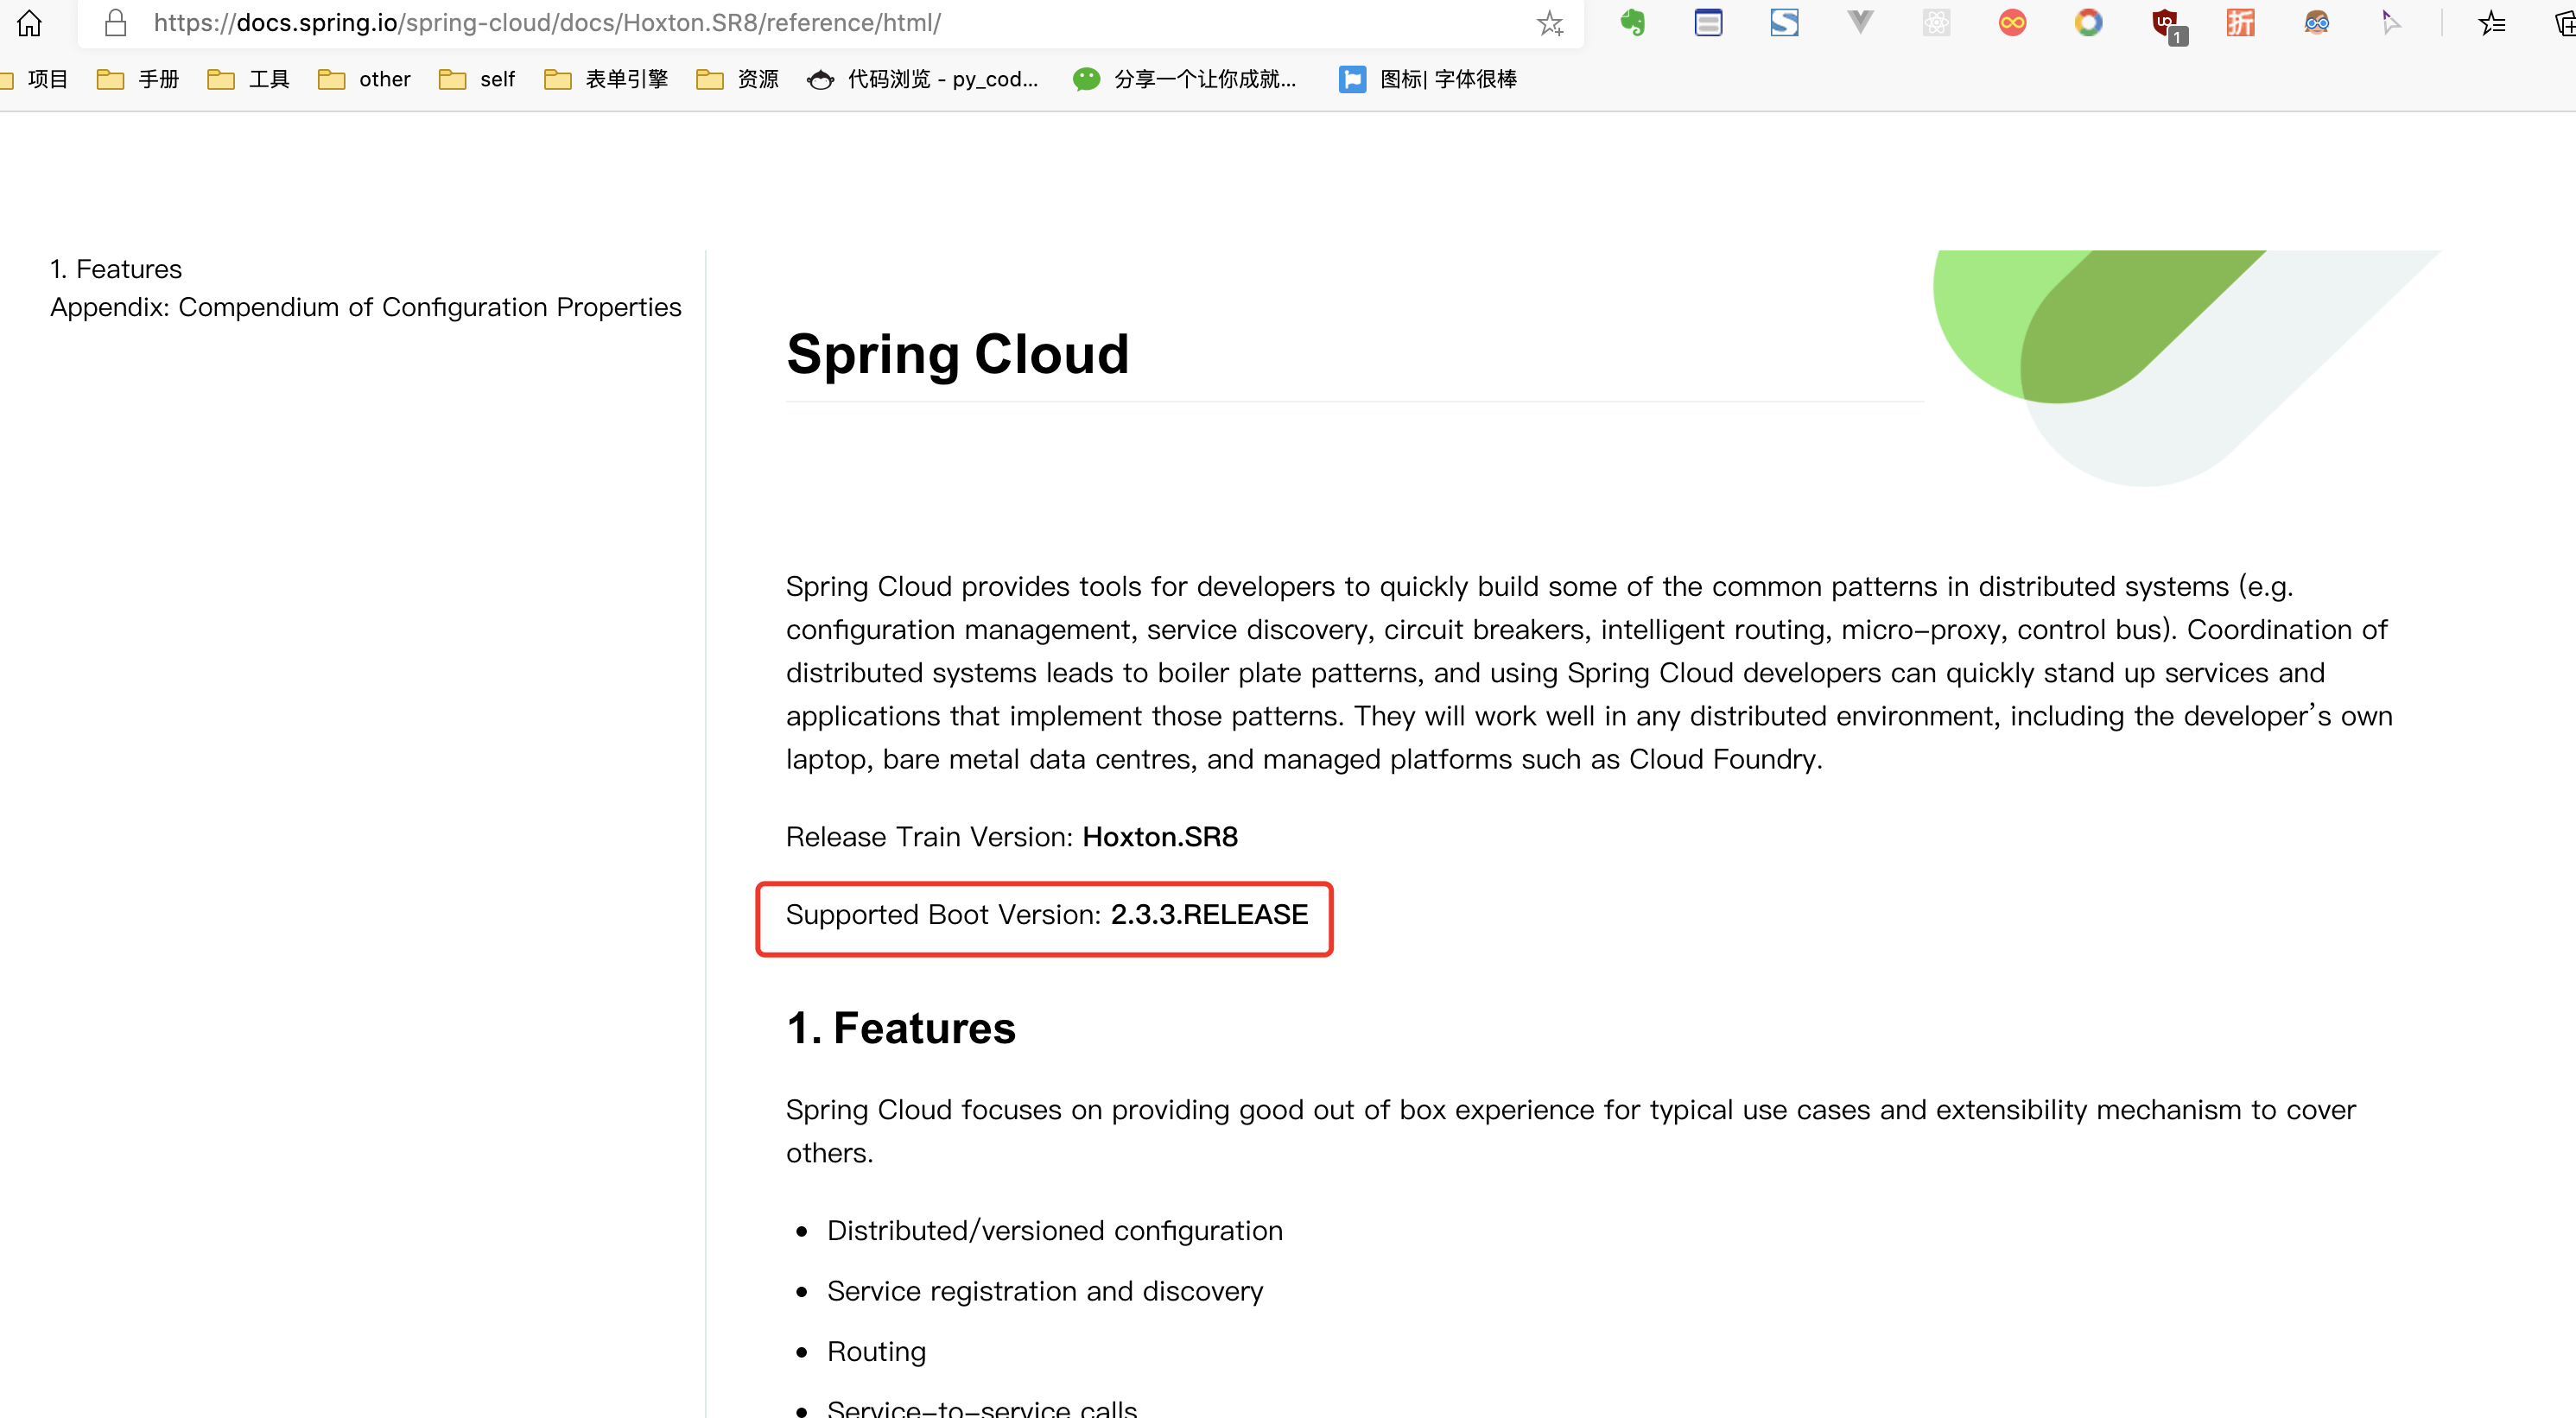 https://docs.spring.io/spring-cloud/docs/Hoxton.SR8/reference/html/
1
折
项目 手册 工具 other self 表单引擎 资源 代码浏览 - py_cod... 分享一个让你成就... 图标| 字体很棒
1. Features
Appendix: Compendium of Configuration Properties
Spring Cloud
Spring Cloud provides tools for developers to quickly build some of the common patterns in distributed systems (e.g.
configuration management, service discovery, circuit breakers, intelligent routing, micro-proxy, control bus). Coordination of
distributed systems leads to boiler plate patterns, and using Spring Cloud developers can quickly stand up services and
applications that implement those patterns. They will work well in any distributed environment, including the developer’s own
laptop, bare metal data centres, and managed platforms such as Cloud Foundry.
Release Train Version: Hoxton.SR8
Supported Boot Version: 2.3.3.RELEASE
1. Features
Spring Cloud focuses on providing good out of box experience for typical use cases and extensibility mechanism to cover
others.
• Distributed/versioned configuration
• Service registration and discovery
• Routing
• Service-to-service calls